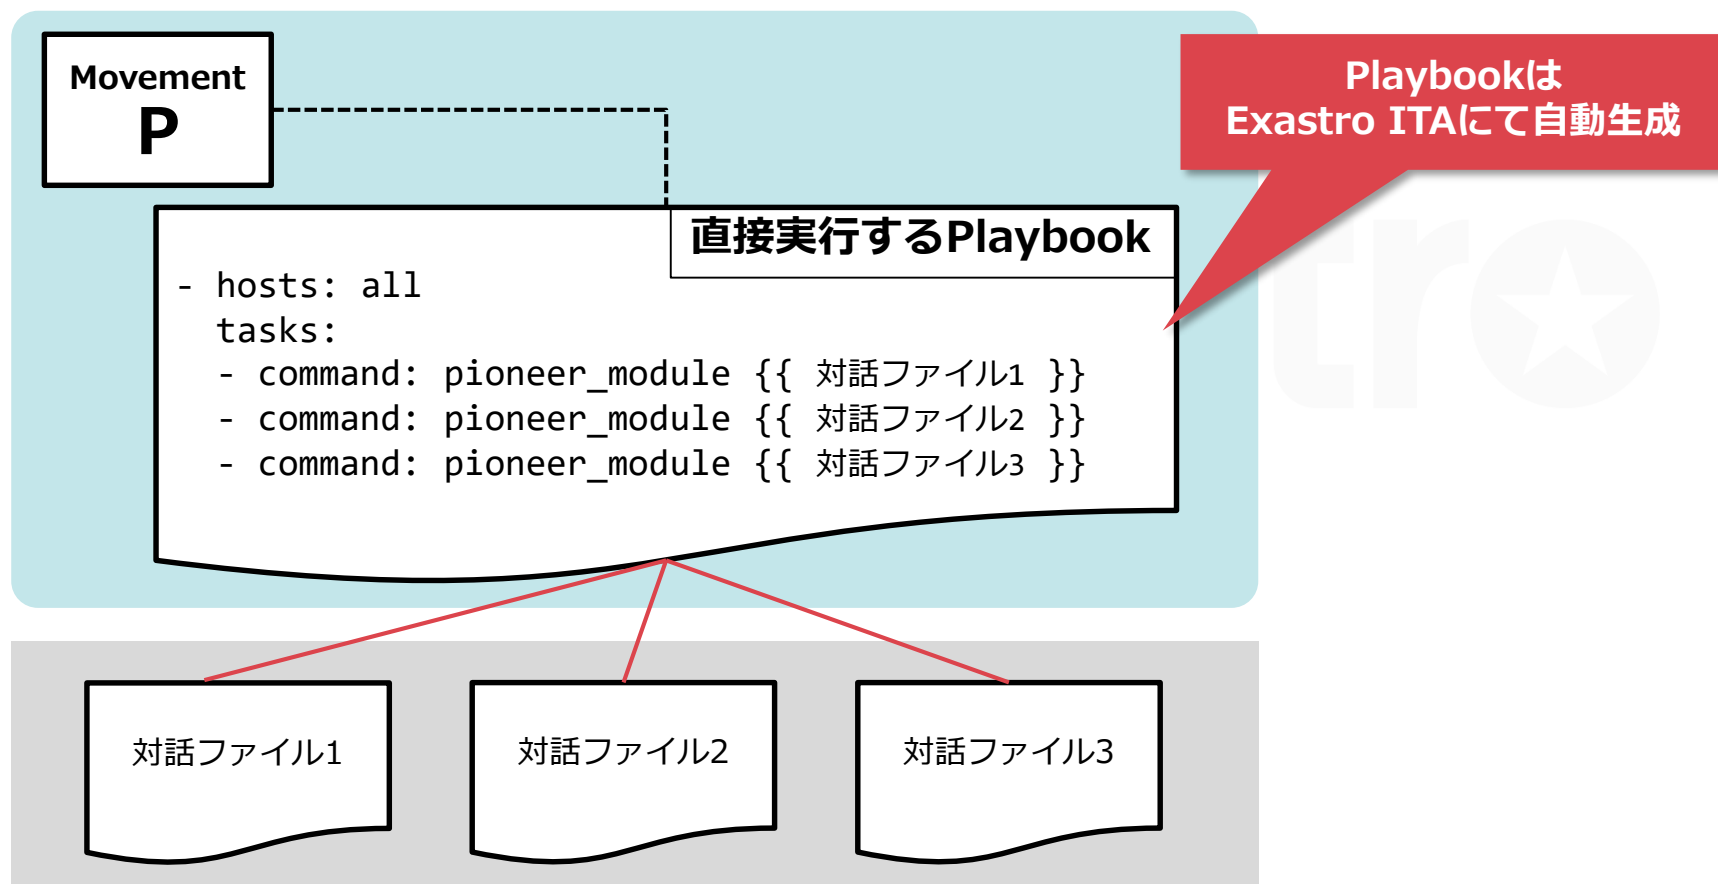 Movement
P
Playbookは
Exastro ITAにて自動生成
直接実行するPlaybook
- hosts: all
  tasks:
  - command: pioneer_module {{ 対話ファイル1 }}
  - command: pioneer_module {{ 対話ファイル2 }}
  - command: pioneer_module {{ 対話ファイル3 }}
tr
対話ファイル1
対話ファイル2
対話ファイル3